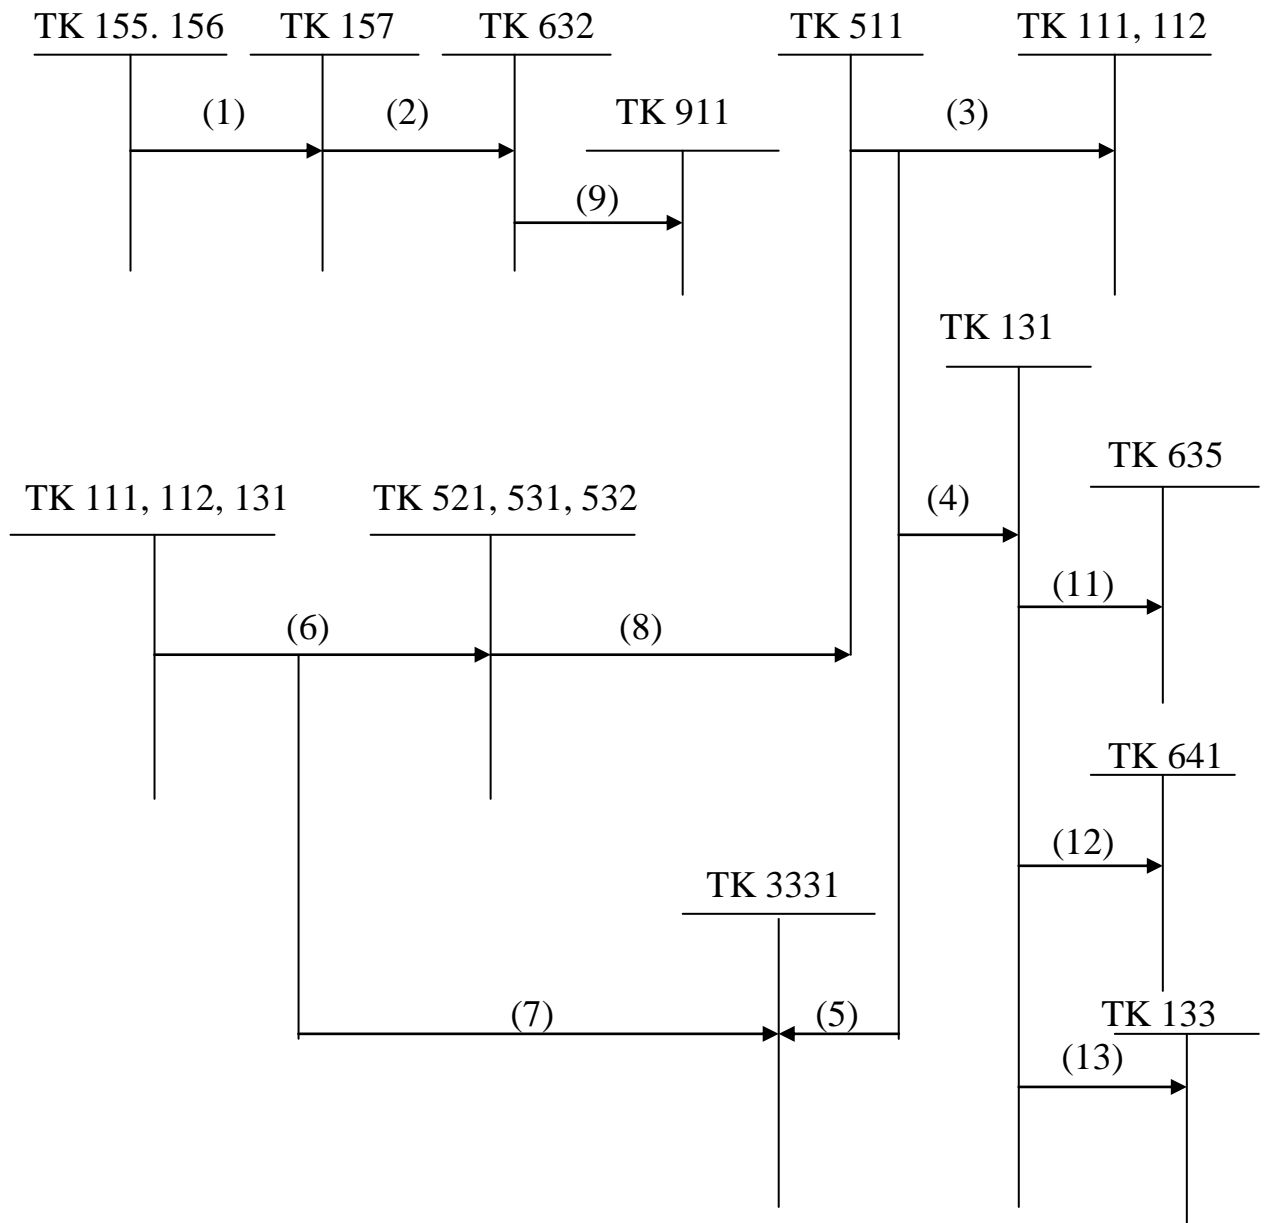 TK 155. 156
TK 157
TK 632
TK 511
TK 111, 112
(1)
(2)
TK 911
(3)
(9)
TK 131
TK 635
TK 111, 112, 131
TK 521, 531, 532
(4)
(11)
(6)
(8)
TK 641
(12)
TK 3331
(7)
(5)
TK 133
(13)